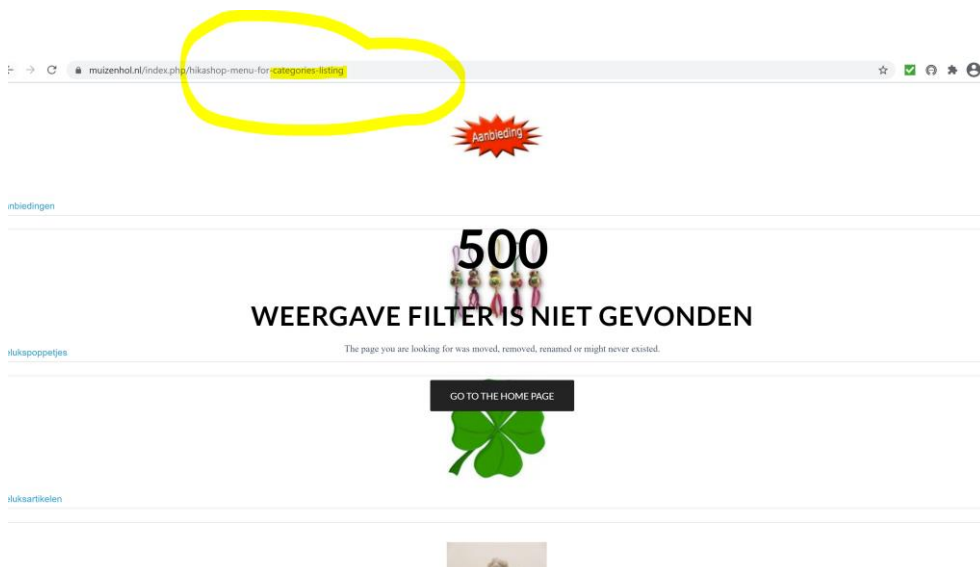 muizenhol.nl/index.php/hikashop-menu-for-categories-listing
Aanbieding
nbiedingen
500
WEERGAVE FILTER IS NIET GEVONDEN
The page you are looking for was moved, removed, renamed or might never existed.
elukspoppetjes
GO TO THE HOME PAGE
eluksartikelen